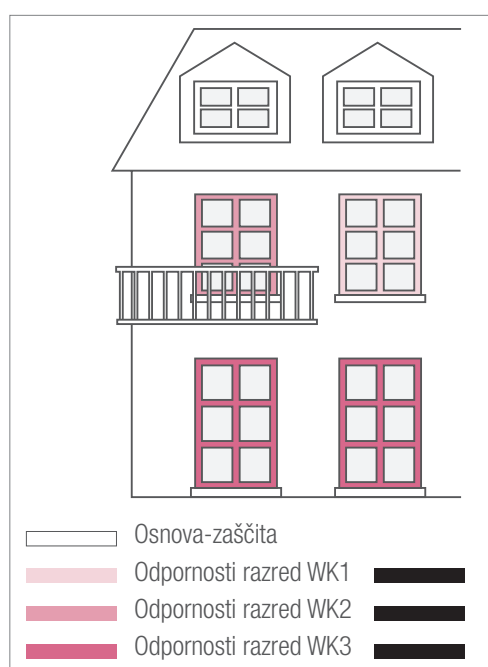 Osnova-zaščita
Odpornosti razred WK1
Odpornosti razred WK2
Odpornosti razred WK3